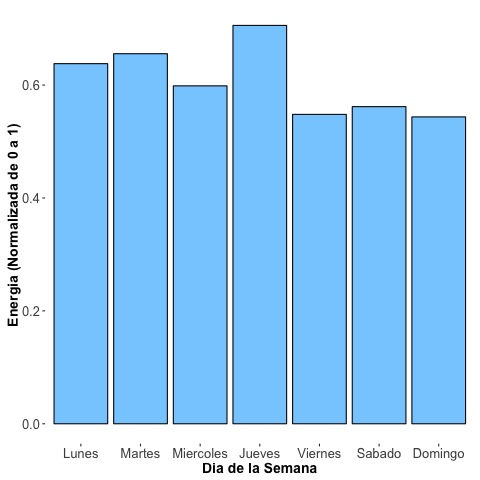 Energia (Normalizada de 0 a 1)
0.6
0.4
0.2
0.0
Lunes Martes Miercoles Jueves Viernes Sabado Domingo
Dia de la Semana